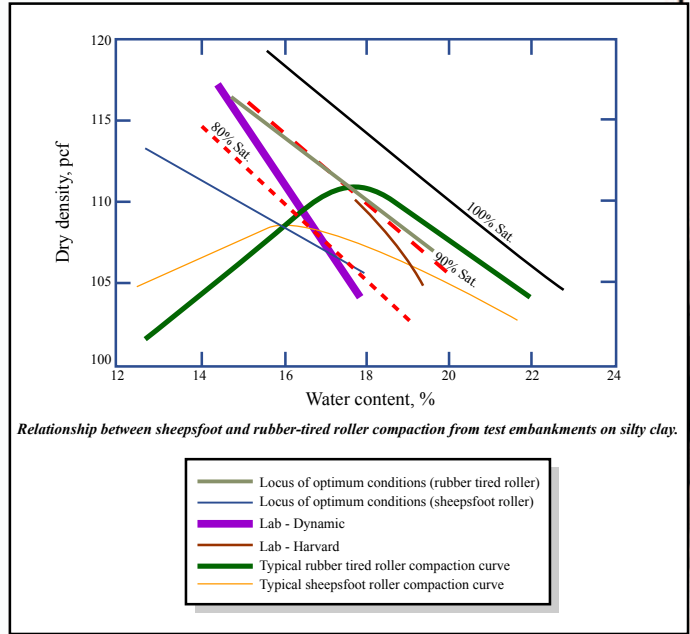 120
115
110
105
100
Dry density, pcf
80% Sat.
100% Sat.
90% Sat.
12 14 16 18 20 22 24
Water content, %
Relationship between sheepsfoot and rubber-tired roller compaction from test embankments on silty clay.
Locus of optimum conditions (rubber tired roller)
Locus of optimum conditions (sheepsfoot roller)
Lab - Dynamic
Lab - Harvard
Typical rubber tired roller compaction curve
Typical sheepsfoot roller compaction curve